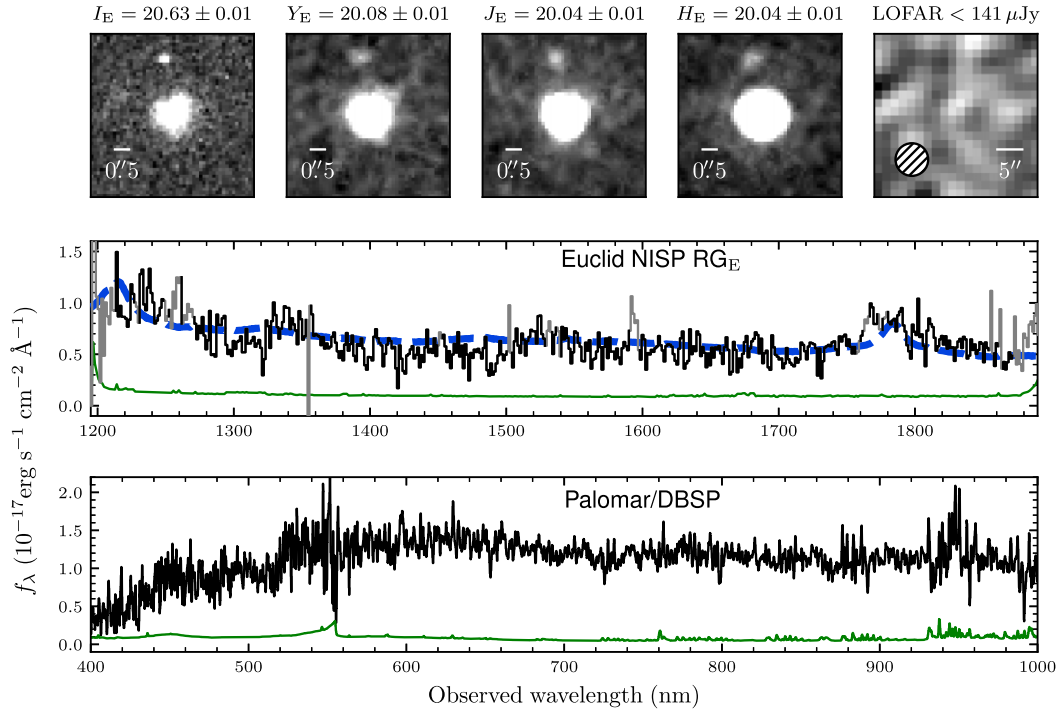 I_E = 20.63 ± 0.01
Y_E = 20.08 ± 0.01
J_E = 20.04 ± 0.01
H_E = 20.04 ± 0.01
LOFAR < 141 μJy
0.″5
0.″5
0.″5
0.″5
5″
Euclid NISP RG_E
1.5
1.0
0.5
0.0
1200 1300 1400 1500 1600 1700 1800
f_λ (10⁻¹⁷erg s⁻¹ cm⁻² Å⁻¹)
Palomar/DBSP
2.0
1.5
1.0
0.5
0.0
400 500 600 700 800 900 1000
Observed wavelength (nm)